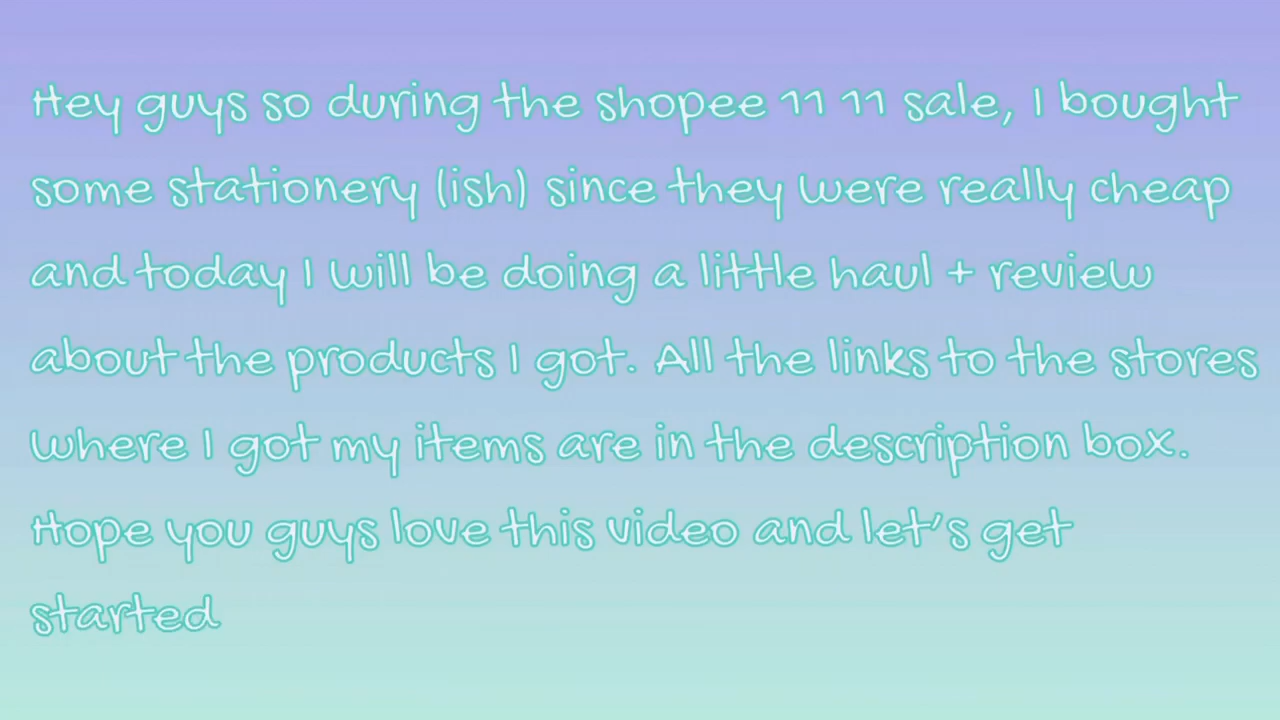 Hey guys so during the shopee 11 11 sale, I bought
some stationery (ish) since they were really cheap
and today I will be doing a little haul + review
about the products I got. All the links to the stores
where I got my items are in the description box.
Hope you guys love this video and let's get
started